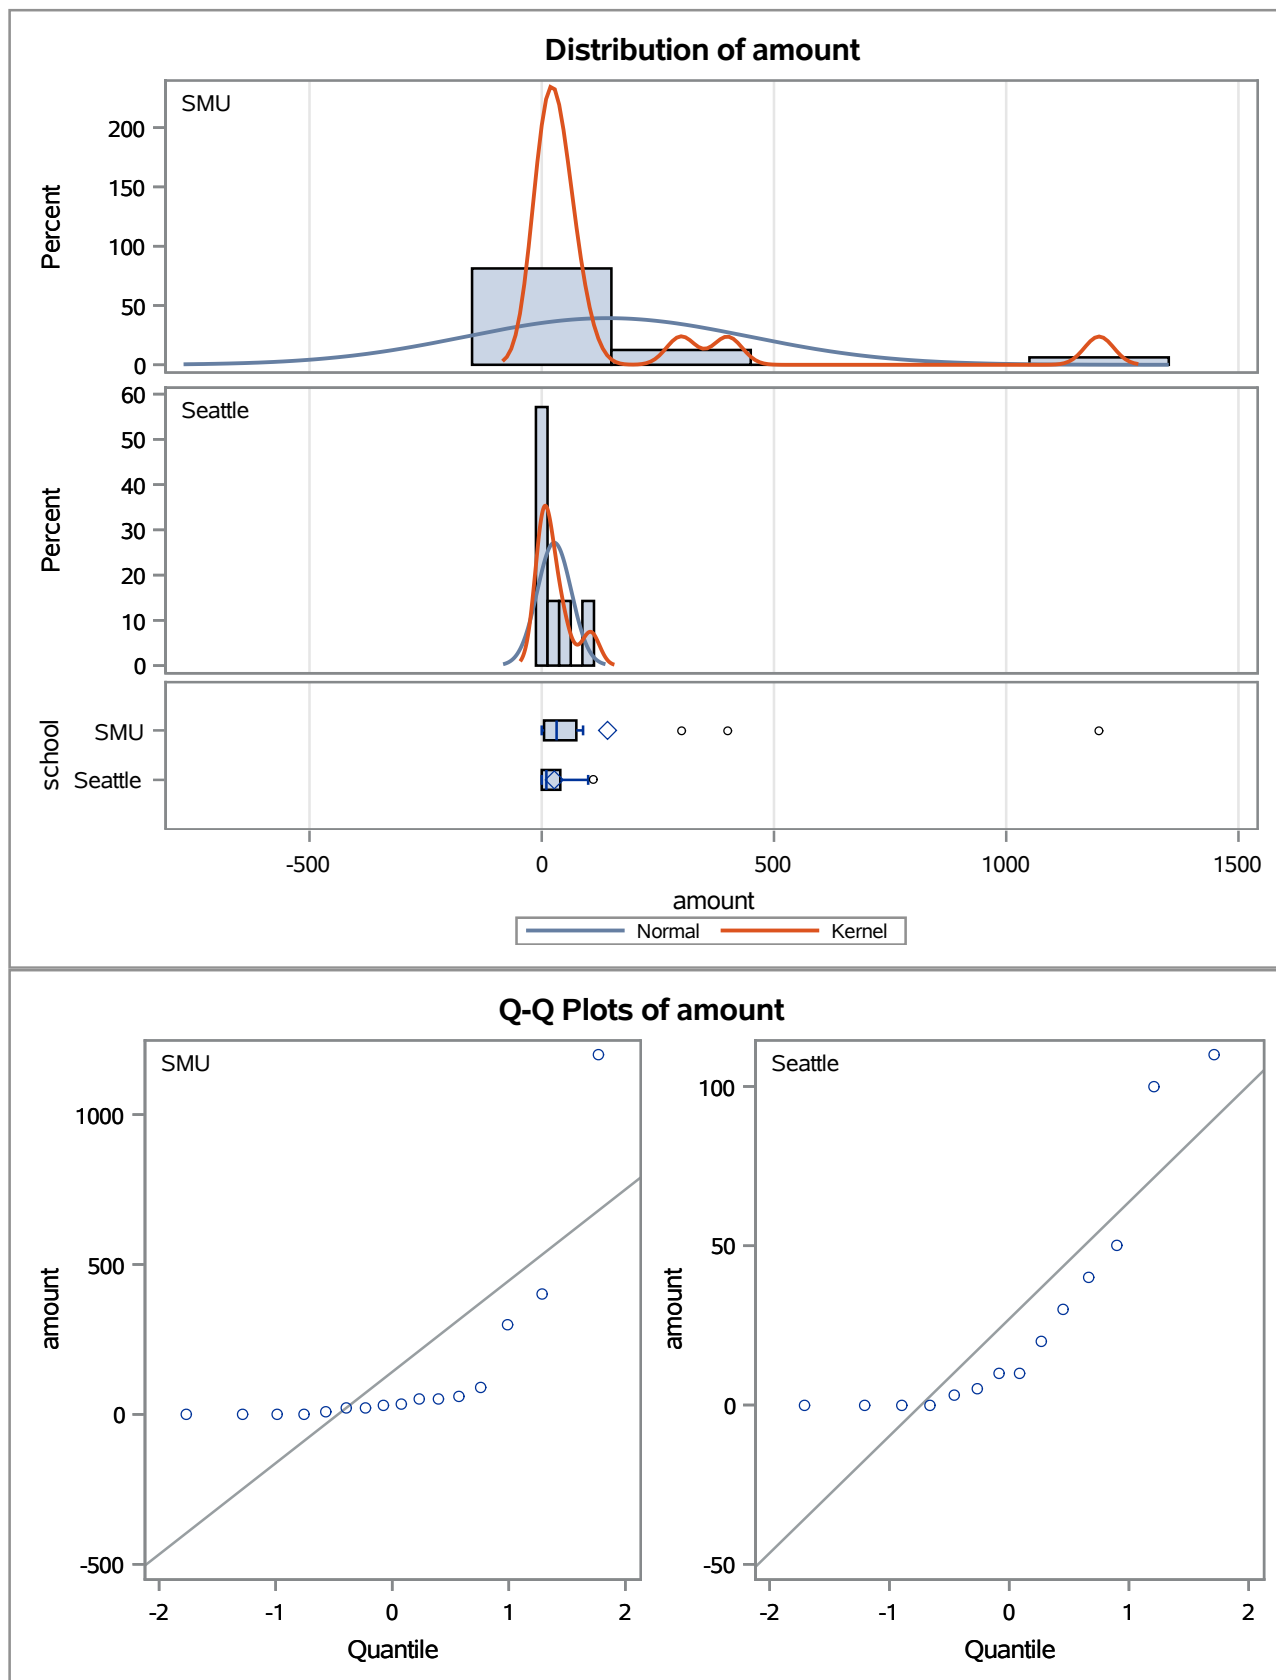 Distribution of amount
SMU
Percent
200
150
100
50
0
Seattle
Percent
60
50
40
30
20
10
0
school
SMU
Seattle
-500 0 500 1000 1500
amount
Normal Kernel
Q-Q Plots of amount
SMU
amount
1000
500
0
-500
-2 -1 0 1 2
Quantile
Seattle
amount
100
50
0
-50
-2 -1 0 1 2
Quantile